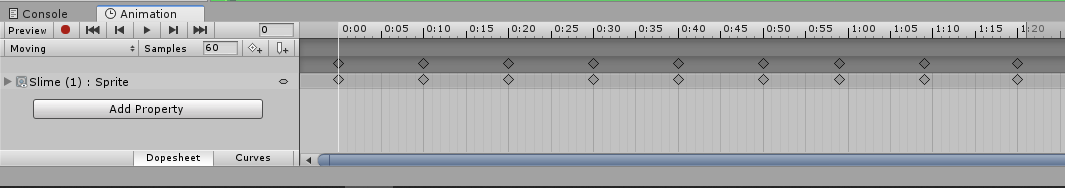 Console Animation
Preview 0 0:00 0:05 0:10 0:15 0:20 0:25 0:30 0:35 0:40 0:45 0:50 0:55 1:00 1:05 1:10 1:15 1:20
Moving Samples 60
Slime (1) : Sprite
Add Property
Dopesheet Curves